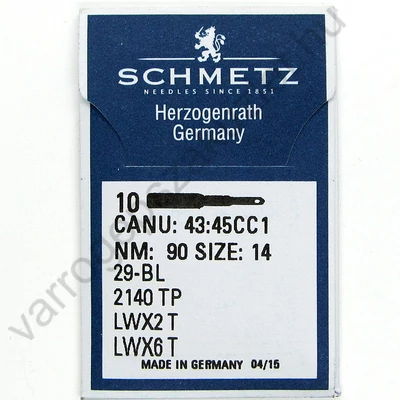 SCHMETZ
NEEDLES SINCE 1851
Herzogenrath
Germany
10
CANU: 43:45CC1
NM: 90 SIZE: 14
29-BL
2140 TP
LWX2 T
LWX6 T
MADE IN GERMANY 04/15